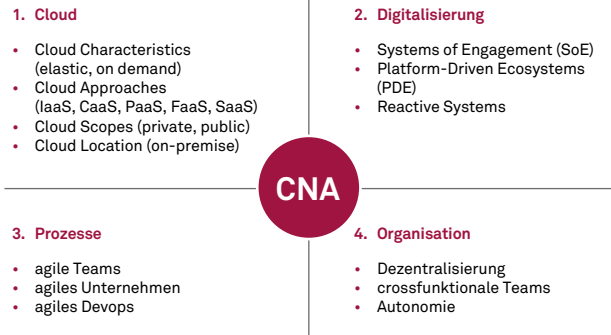 1. Cloud
• Cloud Characteristics
(elastic, on demand)
• Cloud Approaches
(IaaS, CaaS, PaaS, FaaS, SaaS)
• Cloud Scopes (private, public)
• Cloud Location (on-premise)
2. Digitalisierung
• Systems of Engagement (SoE)
• Platform-Driven Ecosystems
(PDE)
• Reactive Systems
CNA
3. Prozesse
• agile Teams
• agiles Unternehmen
• agiles Devops
4. Organisation
• Dezentralisierung
• crossfunktionale Teams
• Autonomie